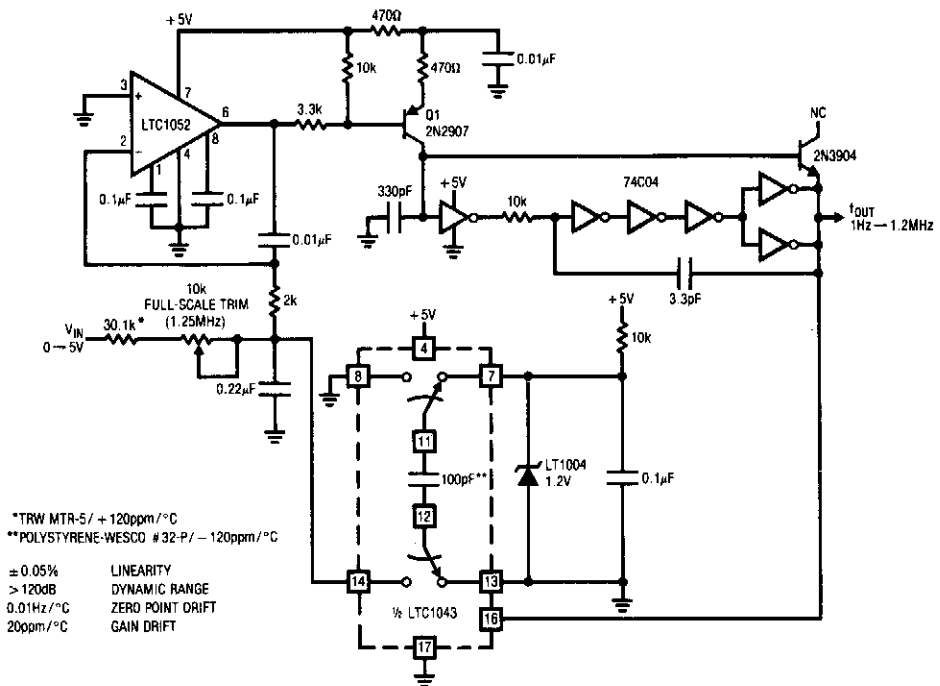 +5V
470Ω
10k
470Ω
0.01µF
3
+
7
LTC1052
6
2
−
8
1
4
3.3k
Q1
2N2907
NC
2N3904
0.1µF
0.1µF
330pF
+5V
10k
74C04
fOUT
1Hz→1.2MHz
0.01µF
3.3pF
10k
FULL-SCALE TRIM
(1.25MHz)
2k
VIN
0→5V
30.1k*
0.22µF
+5V
4
+5V
10k
8
7
11
100pF**
12
LT1004
1.2V
0.1µF
14
13
½ LTC1043
16
17
*TRW MTR-5/+120ppm/°C
**POLYSTYRENE-WESCO #32-P/−120ppm/°C
±0.05% LINEARITY
>120dB DYNAMIC RANGE
0.01Hz/°C ZERO POINT DRIFT
20ppm/°C GAIN DRIFT